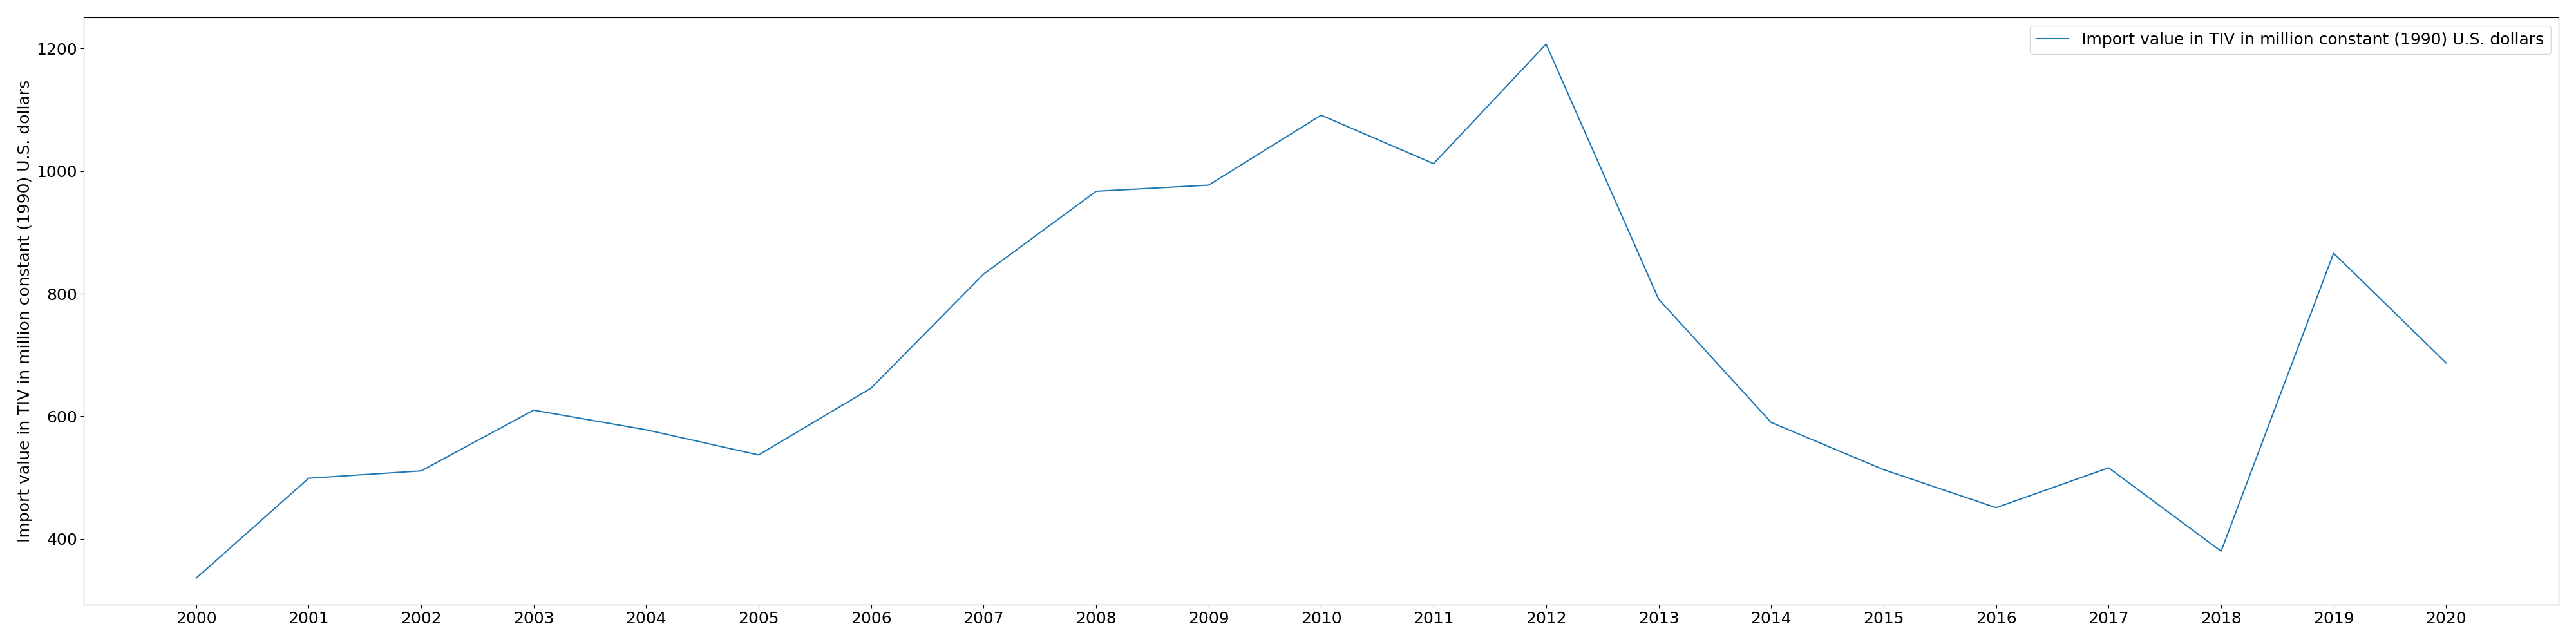 Import value in TIV in million constant (1990) U.S. dollars
Import value in TIV in million constant (1990) U.S. dollars
1200
1000
800
600
400
2000 2001 2002 2003 2004 2005 2006 2007 2008 2009 2010 2011 2012 2013 2014 2015 2016 2017 2018 2019 2020